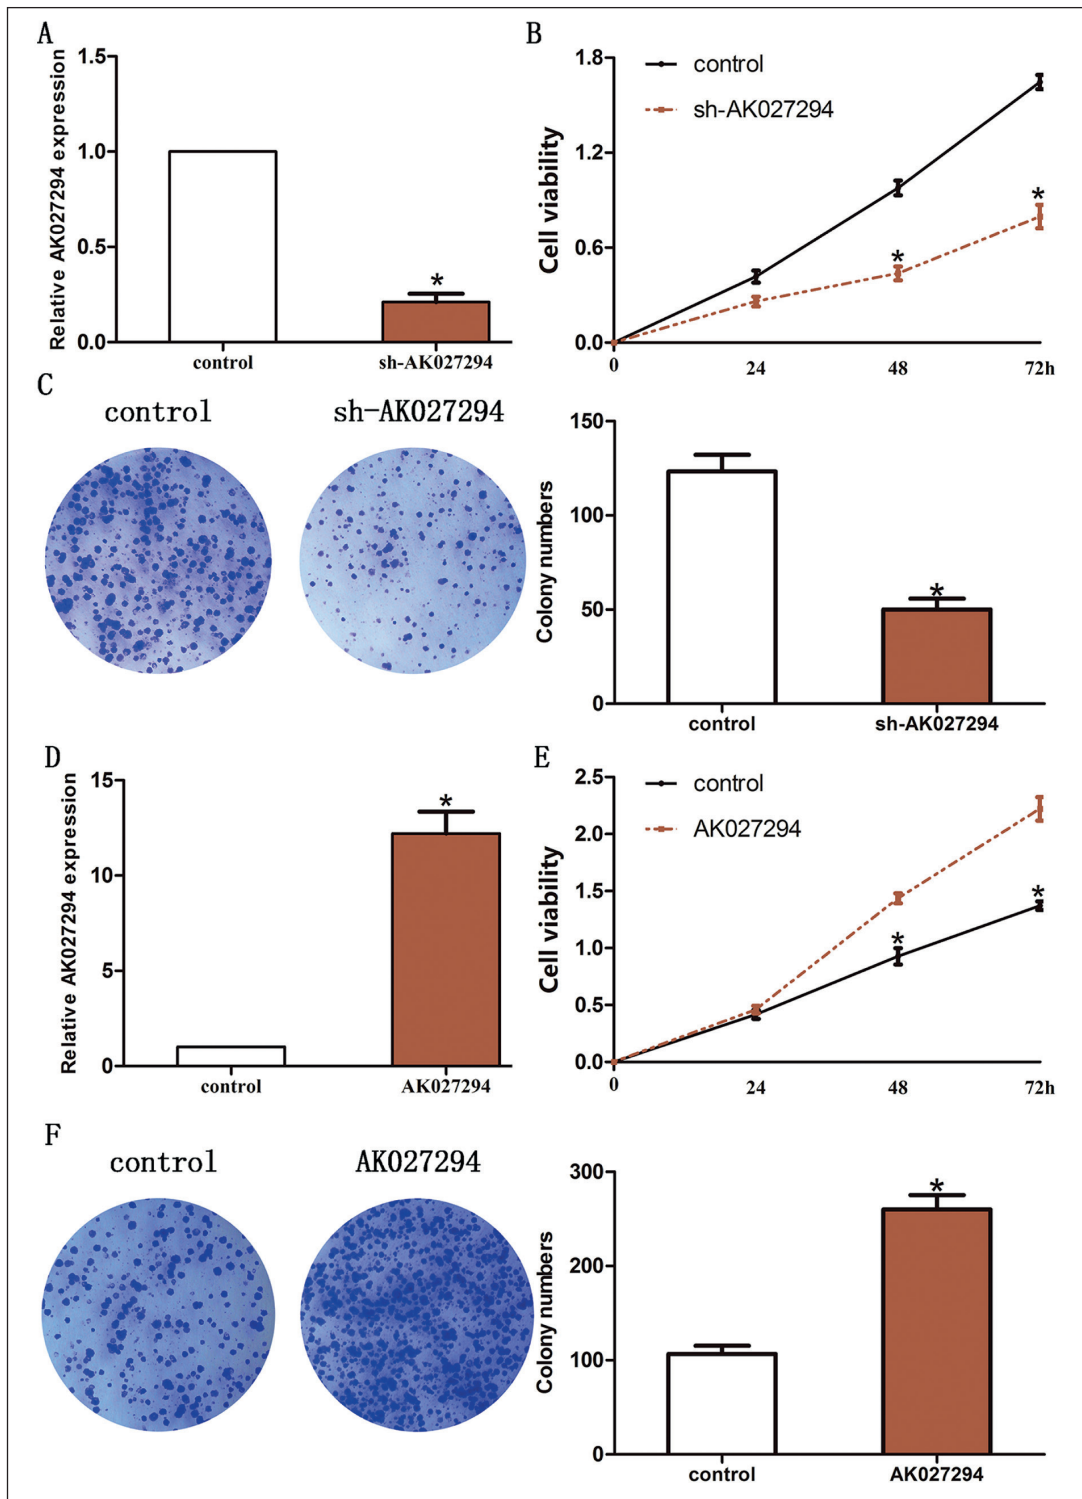 A
Relative AK027294 expression
1.5
1.0
0.5
0.0
*
control
sh-AK027294
B
Cell viability
1.8
1.2
0.6
0.0
control
sh-AK027294
*
*
0
24
48
72h
C
control
sh-AK027294
Colony numbers
150
100
50
0
*
control
sh-AK027294
D
Relative AK027294 expression
15
10
5
0
*
control
AK027294
E
Cell viability
2.5
2.0
1.5
1.0
0.5
0.0
control
AK027294
*
*
0
24
48
72h
F
control
AK027294
Colony numbers
300
200
100
0
*
control
AK027294